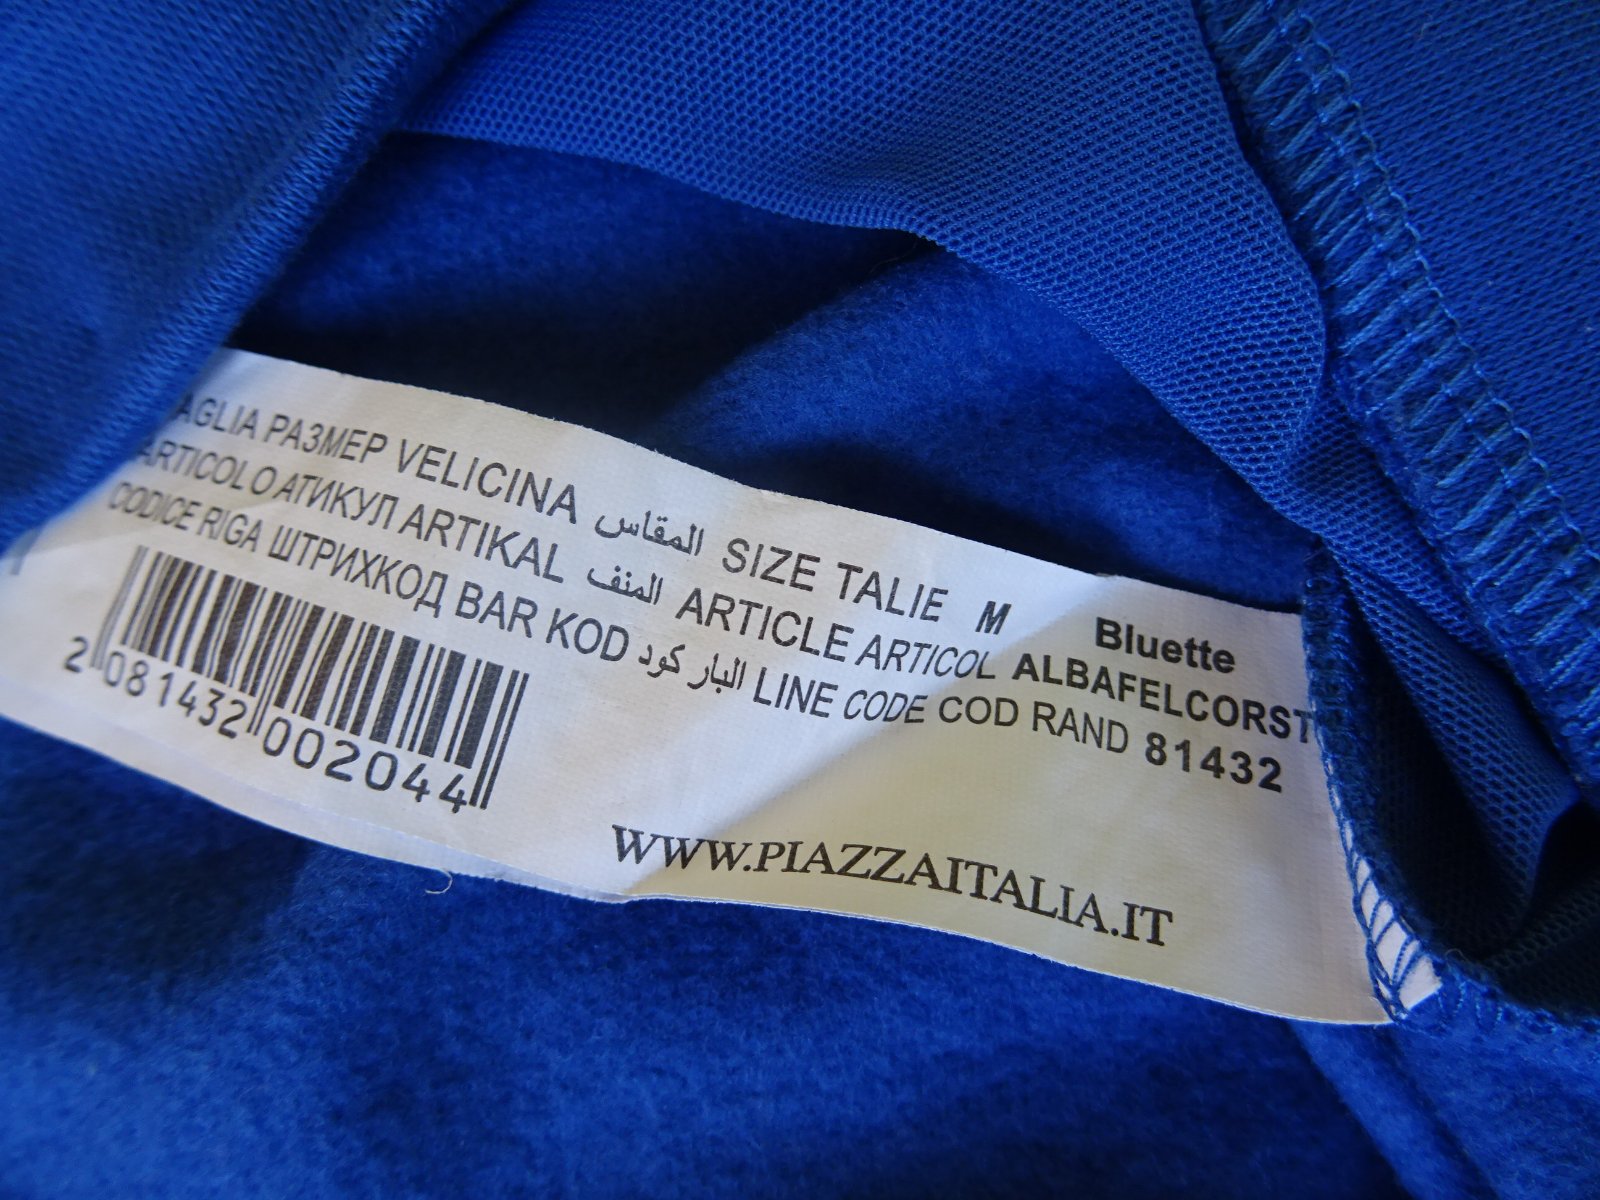 AGLIA РАЗМЕР VELICINA المقاس SIZE TALIE M Bluette
ARTICOLO АТИКУЛ ARTIKAL المنف ARTICLE ARTICOL ALBAFELCORST
CODICE RIGA ШТРИХКОД BAR KOD البار كود LINE CODE COD RAND 81432
2 081432 002044
WWW.PIAZZAITALIA.IT